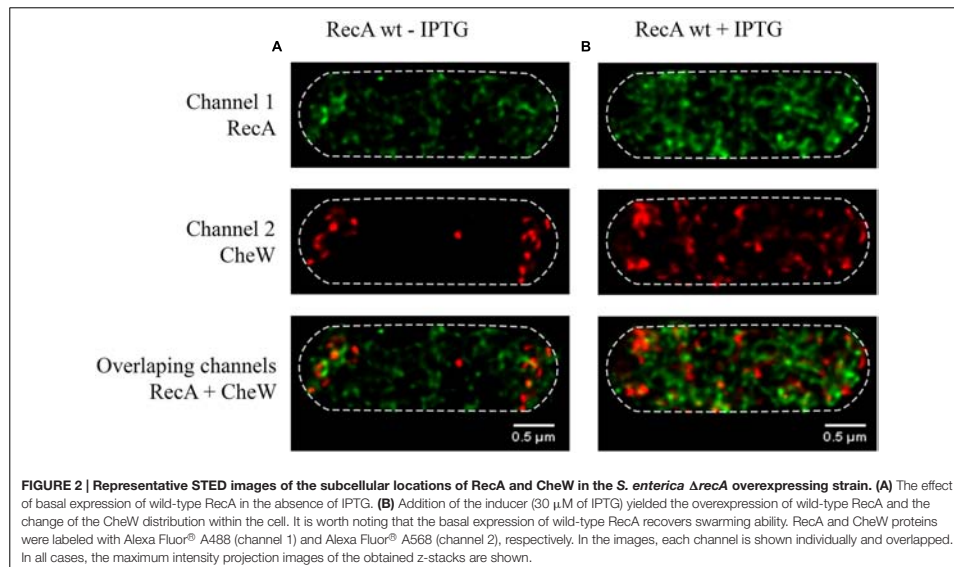 RecA wt - IPTG
RecA wt + IPTG
A
B
Channel 1
RecA
Channel 2
CheW
Overlaping channels
RecA + CheW
0.5 µm
0.5 µm
FIGURE 2 | Representative STED images of the subcellular locations of RecA and CheW in the S. enterica ΔrecA overexpressing strain. (A) The effect
of basal expression of wild-type RecA in the absence of IPTG. (B) Addition of the inducer (30 µM of IPTG) yielded the overexpression of wild-type RecA and the
change of the CheW distribution within the cell. It is worth noting that the basal expression of wild-type RecA recovers swarming ability. RecA and CheW proteins
were labeled with Alexa Fluor® A488 (channel 1) and Alexa Fluor® A568 (channel 2), respectively. In the images, each channel is shown individually and overlapped.
In all cases, the maximum intensity projection images of the obtained z-stacks are shown.